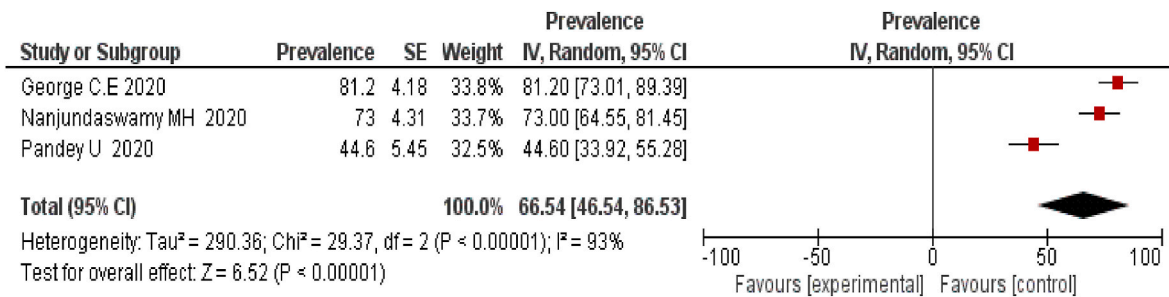 Prevalence Prevalence
Study or Subgroup Prevalence SE Weight IV, Random, 95% CI IV, Random, 95% CI
George C.E 2020 81.2 4.18 33.8% 81.20 [73.01, 89.39]
Nanjundaswamy MH 2020 73 4.31 33.7% 73.00 [64.55, 81.45]
Pandey U 2020 44.6 5.45 32.5% 44.60 [33.92, 55.28]
Total (95% CI) 100.0% 66.54 [46.54, 86.53]
Heterogeneity: Tau² = 290.36; Chi² = 29.37, df = 2 (P < 0.00001); I² = 93%
Test for overall effect: Z = 6.52 (P < 0.00001)
-100 -50 0 50 100
Favours [experimental] Favours [control]